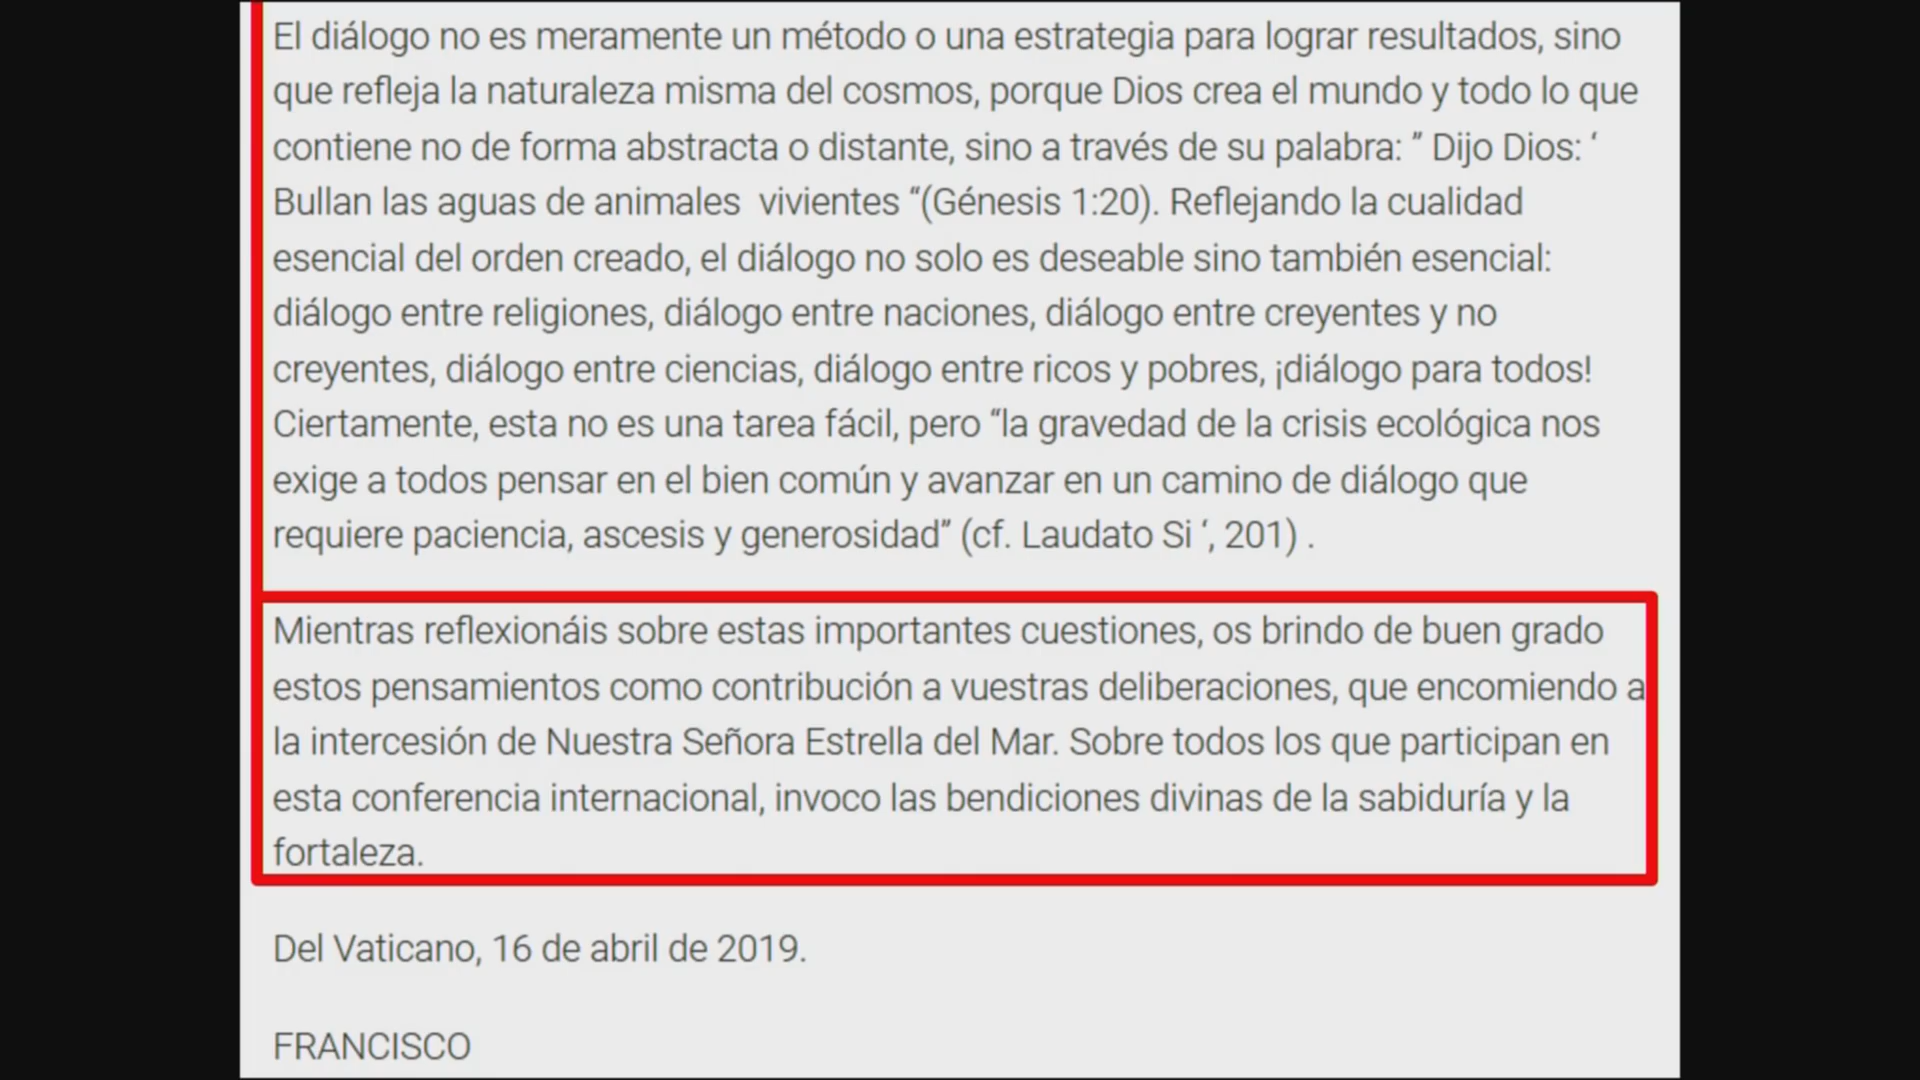 El diálogo no es meramente un método o una estrategia para lograr resultados, sino
que refleja la naturaleza misma del cosmos, porque Dios crea el mundo y todo lo que
contiene no de forma abstracta o distante, sino a través de su palabra: ” Dijo Dios: ‘
Bullan las aguas de animales  vivientes “(Génesis 1:20). Reflejando la cualidad
esencial del orden creado, el diálogo no solo es deseable sino también esencial:
diálogo entre religiones, diálogo entre naciones, diálogo entre creyentes y no
creyentes, diálogo entre ciencias, diálogo entre ricos y pobres, ¡diálogo para todos!
Ciertamente, esta no es una tarea fácil, pero “la gravedad de la crisis ecológica nos
exige a todos pensar en el bien común y avanzar en un camino de diálogo que
requiere paciencia, ascesis y generosidad” (cf. Laudato Si ‘, 201) .
Mientras reflexionáis sobre estas importantes cuestiones, os brindo de buen grado
estos pensamientos como contribución a vuestras deliberaciones, que encomiendo a
la intercesión de Nuestra Señora Estrella del Mar. Sobre todos los que participan en
esta conferencia internacional, invoco las bendiciones divinas de la sabiduría y la
fortaleza.
Del Vaticano, 16 de abril de 2019.
FRANCISCO